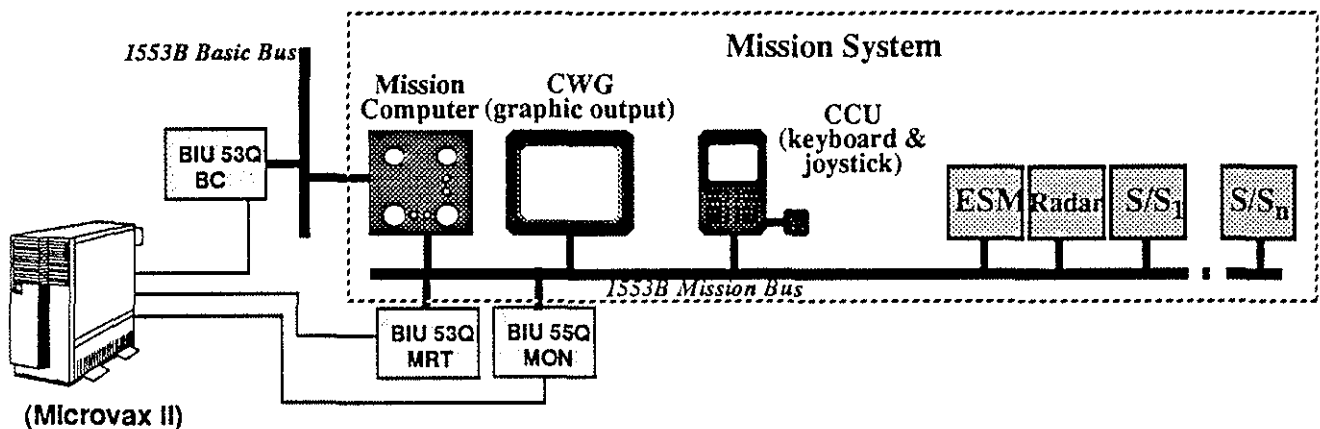 Mission System
1553B Basic Bus
Mission
Computer
CWG
(graphic output)
CCU
(keyboard &
joystick)
BIU 53Q
BC
ESM
Radar
S/S1
S/Sn
1553B Mission Bus
BIU 53Q
MRT
BIU 55Q
MON
(Microvax II)